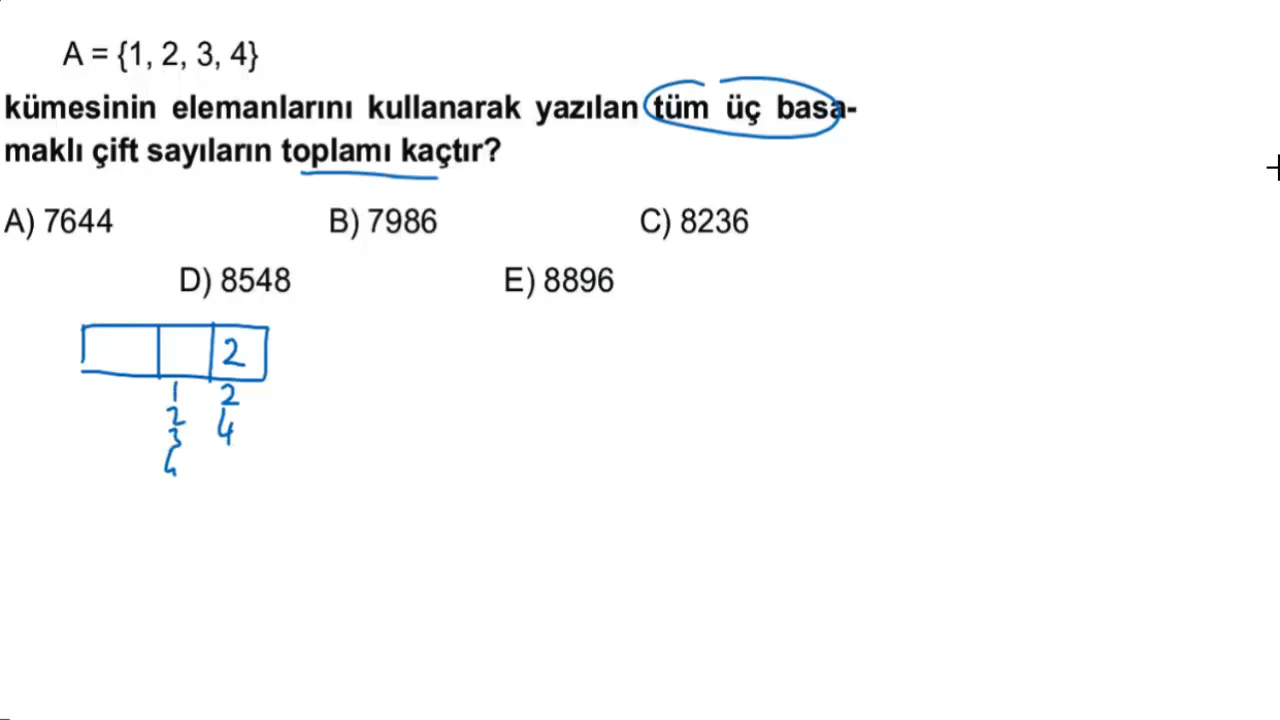 A = {1, 2, 3, 4}
kümesinin elemanlarını kullanarak yazılan tüm üç basa-
maklı çift sayıların toplamı kaçtır?
A) 7644 B) 7986 C) 8236
D) 8548 E) 8896
2
1 2
2 4
3
4